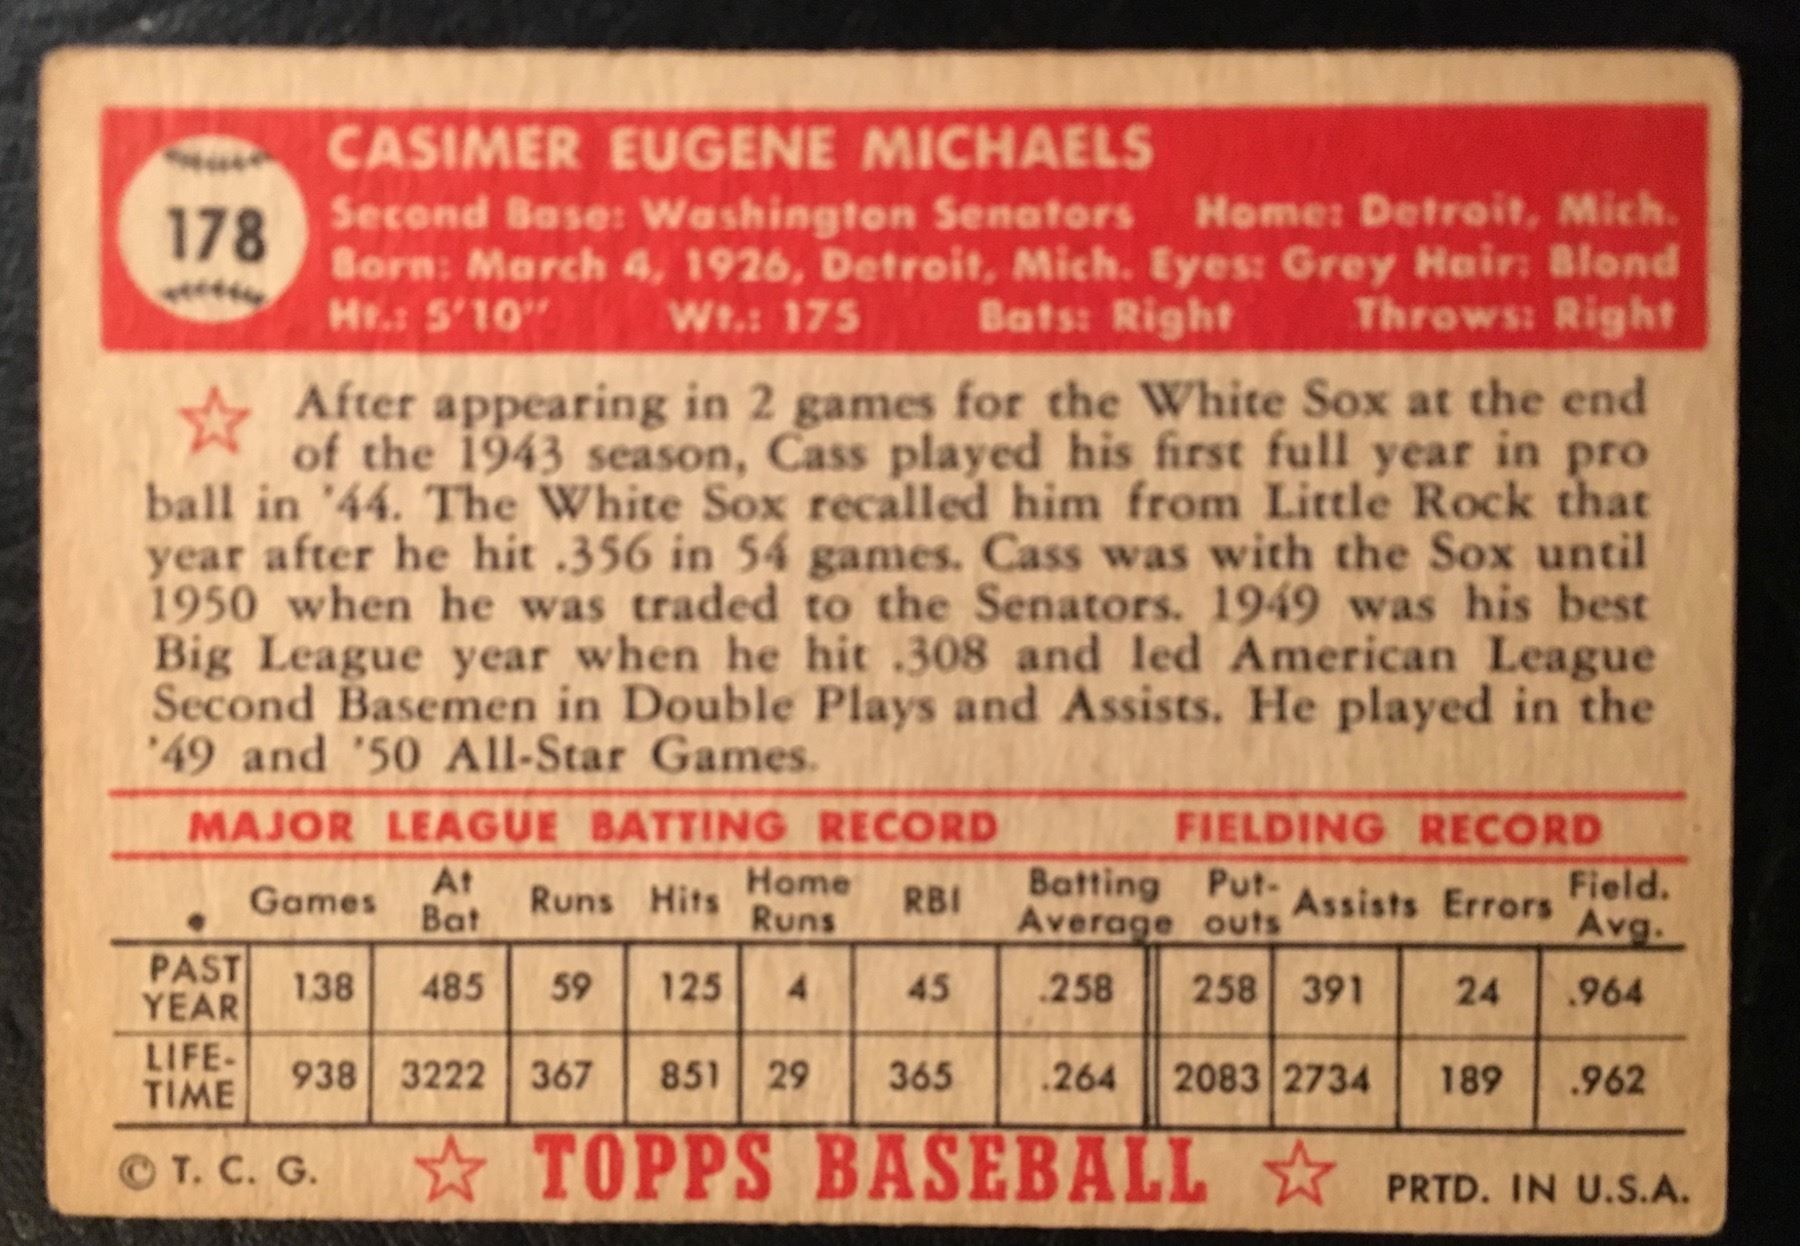 178
CASIMER EUGENE MICHAELS
Second Base: Washington Senators Home: Detroit, Mich.
Born: March 4, 1926, Detroit, Mich. Eyes: Grey Hair: Blond
Ht.: 5'10" Wt.: 175 Bats: Right Throws: Right
After appearing in 2 games for the White Sox at the end
of the 1943 season, Cass played his first full year in pro
ball in '44. The White Sox recalled him from Little Rock that
year after he hit .356 in 54 games. Cass was with the Sox until
1950 when he was traded to the Senators. 1949 was his best
Big League year when he hit .308 and led American League
Second Basemen in Double Plays and Assists. He played in the
'49 and '50 All-Star Games.
MAJOR LEAGUE BATTING RECORD FIELDING RECORD
Games At Bat Runs Hits Home Runs RBI Batting Average Put-outs Assists Errors Field. Avg.
PAST YEAR 138 485 59 125 4 45 .258 258 391 24 .964
LIFE-TIME 938 3222 367 851 29 365 .264 2083 2734 189 .962
© T. C. G. TOPPS BASEBALL PRTD. IN U.S.A.